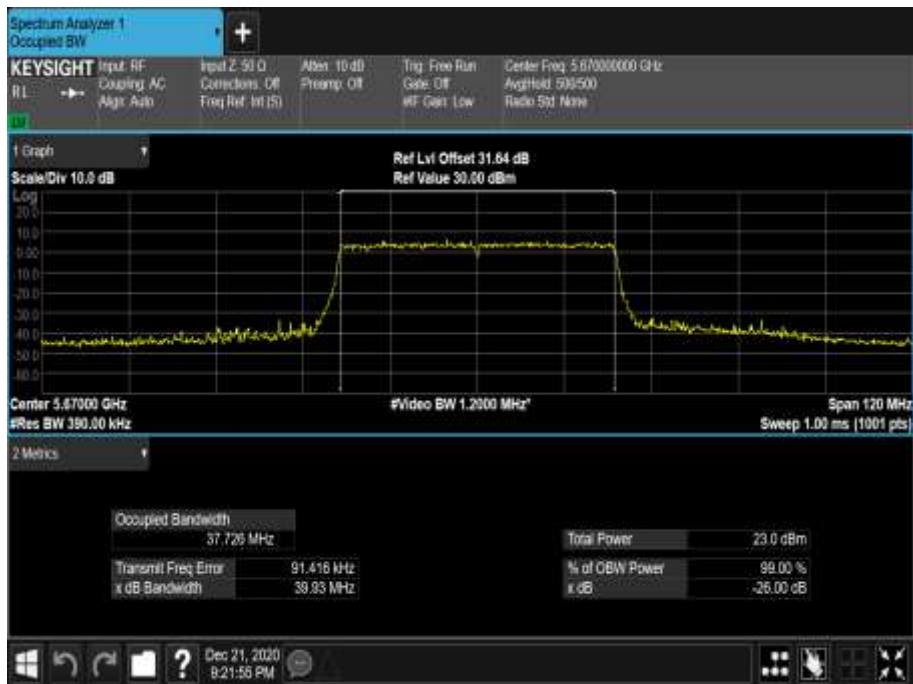 Spectrum Analyzer 1
Occupied BW
KEYSIGHT Input: RF Input Z: 50 Ω Atten: 10 dB Trig: Free Run Center Freq: 5.670000000 GHz
RL Coupling: AC Corrections: Off Preamp: Off Gate: Off Avg|Hold: 500/500
Align: Auto Freq Ref: Int (S) #IF Gain: Low Radio Std: None
1 Graph
Ref Lvl Offset 31.64 dB
Scale/Div 10.0 dB Ref Value 30.00 dBm
Log
20.0
10.0
0.00
-10.0
-20.0
-30.0
-40.0
-50.0
-60.0
Center 5.67000 GHz #Video BW 1.2000 MHz* Span 120 MHz
#Res BW 390.00 kHz Sweep 1.00 ms (1001 pts)
2 Metrics
Occupied Bandwidth
37.726 MHz Total Power 23.0 dBm
Transmit Freq Error 91.416 kHz % of OBW Power 99.00 %
x dB Bandwidth 39.93 MHz x dB -26.00 dB
? Dec 21, 2020
9:21:56 PM